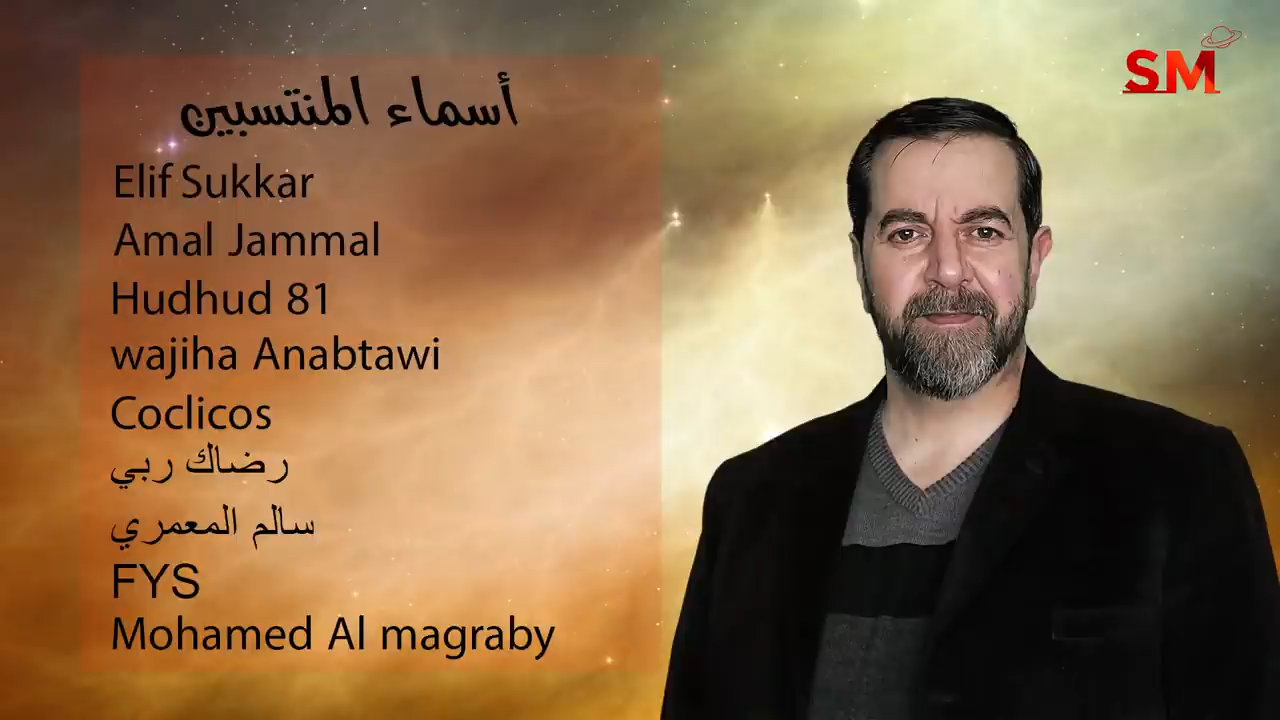 SM
أسماء المنتسبين
Elif Sukkar
Amal Jammal
Hudhud 81
wajiha Anabtawi
Coclicos
رضاك ربي
سالم المعمري
FYS
Mohamed Al magraby